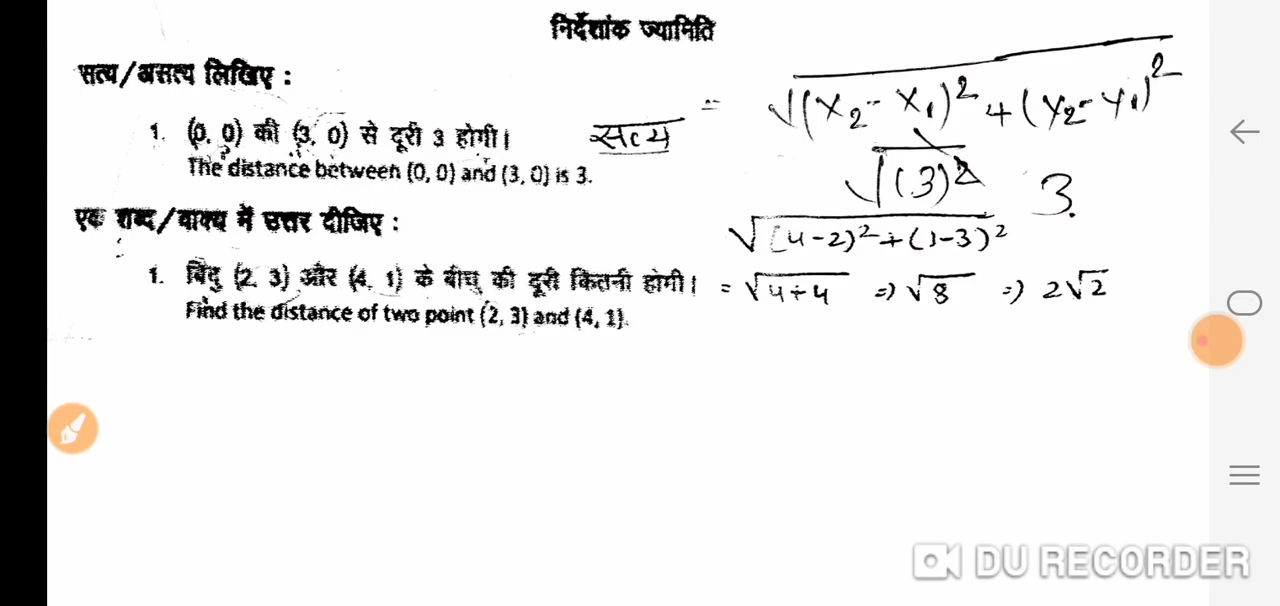 निर्देशांक ज्यामिति
सत्य/असत्य लिखिए :
1. (0, 0) की (3, 0) से दूरी 3 होगी। सत्य
The distance between (0, 0) and (3, 0) is 3.
= √(x₂ - x₁)² + (y₂ - y₁)²
√(3)² 3.
एक शब्द/वाक्य में उत्तर दीजिए :
√(4-2)² + (1-3)²
1. बिंदु (2, 3) और (4, 1) के बीच की दूरी कितनी होगी। = √4+4 ⇒ √8 ⇒ 2√2
Find the distance of two point (2, 3) and (4, 1).
DU RECORDER